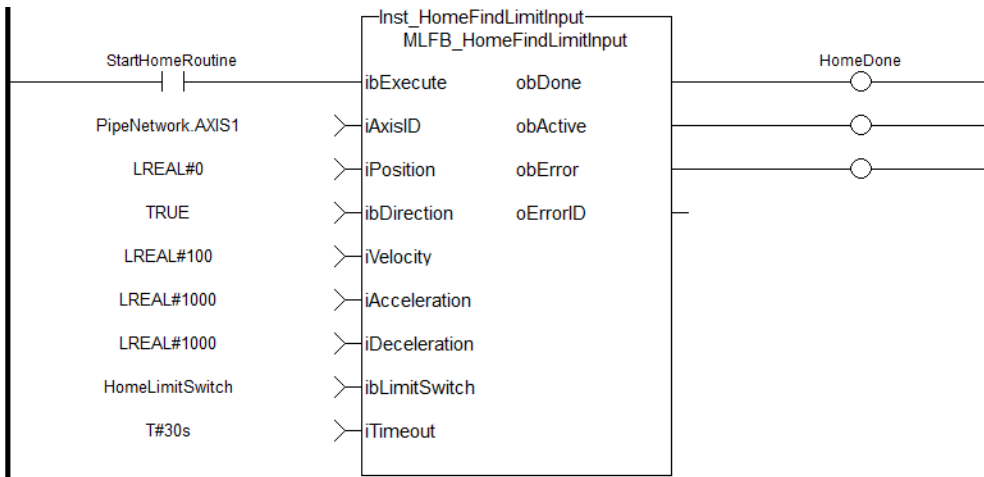 Inst_HomeFindLimitInput
MLFB_HomeFindLimitInput
StartHomeRoutine
HomeDone
ibExecute obDone
PipeNetwork.AXIS1 iAxisID obActive
LREAL#0 iPosition obError
TRUE ibDirection oErrorID
LREAL#100 iVelocity
LREAL#1000 iAcceleration
LREAL#1000 iDeceleration
HomeLimitSwitch ibLimitSwitch
T#30s iTimeout